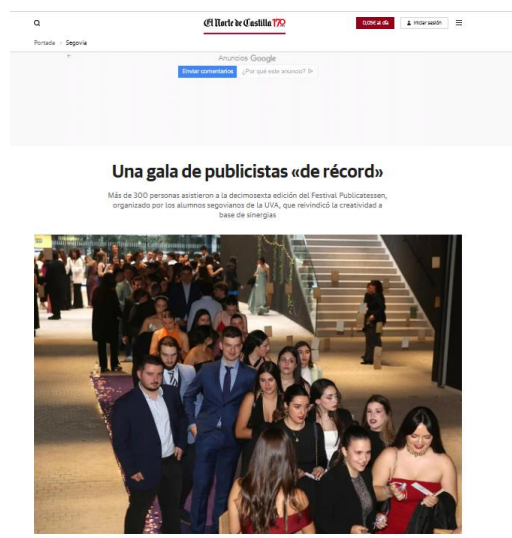 El Norte de Castilla 170
0,09€ al día
Iniciar sesión
Portada > Segovia
Anuncios Google
Enviar comentarios
¿Por qué este anuncio?
Una gala de publicistas «de récord»
Más de 300 personas asistieron a la decimosexta edición del Festival Publicatessen,
organizado por los alumnos segovianos de la UVA, que reivindicó la creatividad a
base de sinergias